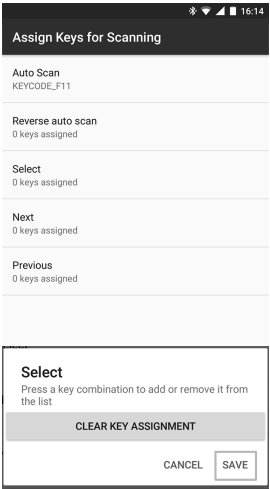 16:14
Assign Keys for Scanning
Auto Scan
KEYCODE_F11
Reverse auto scan
0 keys assigned
Select
0 keys assigned
Next
0 keys assigned
Previous
0 keys assigned
Select
Press a key combination to add or remove it from
the list
CLEAR KEY ASSIGNMENT
CANCEL SAVE